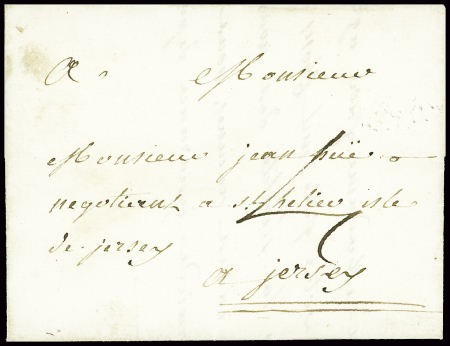 A Monsieur
Monsieur jean
negotiant a st helier isle
de jersey
a jersey